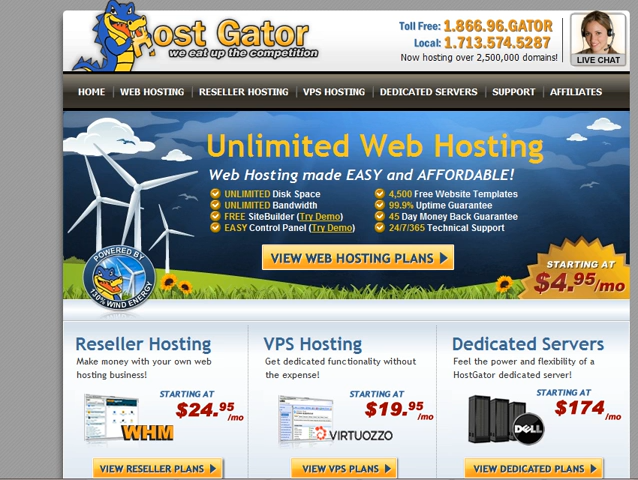 Host Gator
we eat up the competition
Toll Free: 1.866.96.GATOR
Local: 1.713.574.5287
Now hosting over 2,500,000 domains!
LIVE CHAT
HOME | WEB HOSTING | RESELLER HOSTING | VPS HOSTING | DEDICATED SERVERS | SUPPORT | AFFILIATES
Unlimited Web Hosting
Web Hosting made EASY and AFFORDABLE!
UNLIMITED Disk Space
UNLIMITED Bandwidth
FREE SiteBuilder (Try Demo)
EASY Control Panel (Try Demo)
4,500 Free Website Templates
99.9% Uptime Guarantee
45 Day Money Back Guarantee
24/7/365 Technical Support
VIEW WEB HOSTING PLANS
STARTING AT
$4.95/mo
POWERED BY
130% WIND ENERGY
Reseller Hosting
Make money with your own web
hosting business!
STARTING AT
$24.95
/mo
WHM
VIEW RESELLER PLANS
VPS Hosting
Get dedicated functionality without
the expense!
STARTING AT
$19.95
/mo
VIRTUOZZO
VIEW VPS PLANS
Dedicated Servers
Feel the power and flexibility of a
HostGator dedicated server!
STARTING AT
$174
/mo
DELL
VIEW DEDICATED PLANS